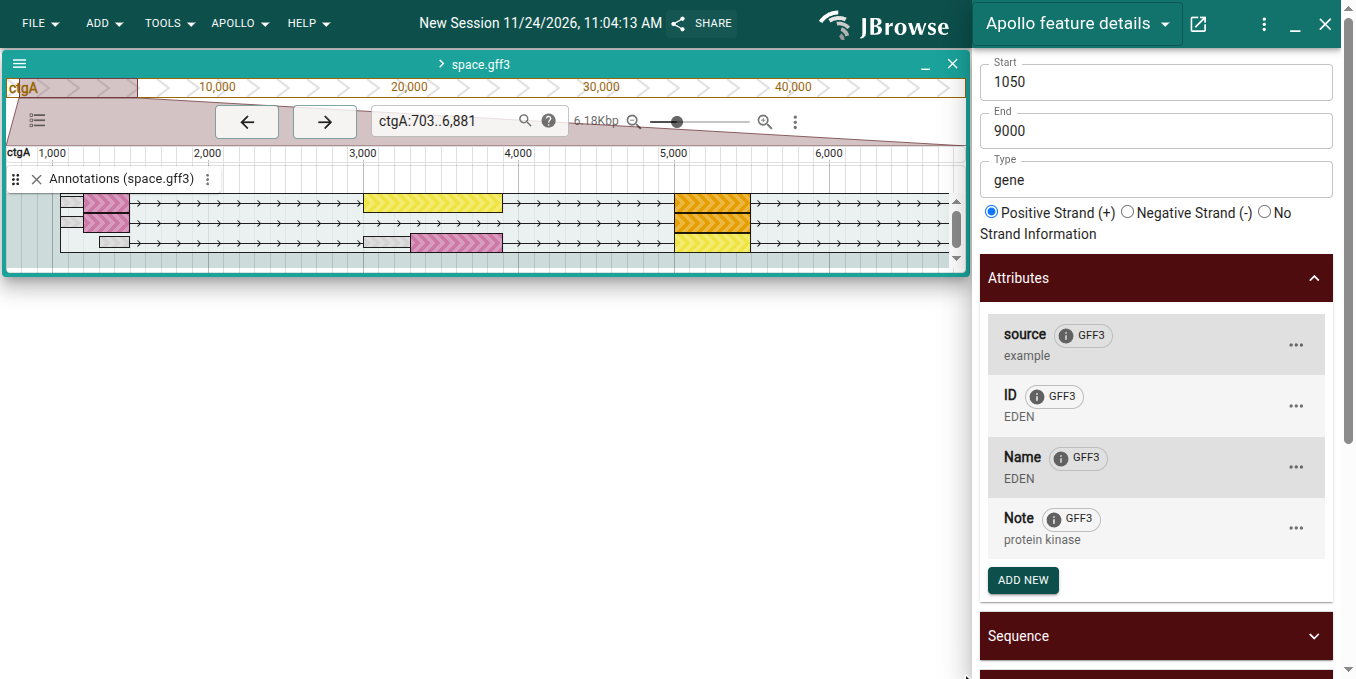 FILE ADD TOOLS APOLLO HELP New Session 11/24/2026, 11:04:13 AM SHARE JBrowse
space.gff3
ctgA 10,000 20,000 30,000 40,000
ctgA:703..6,881 6.18Kbp
ctgA 1,000 2,000 3,000 4,000 5,000 6,000
Annotations (space.gff3)
Apollo feature details
Start
1050
End
9000
Type
gene
Positive Strand (+) Negative Strand (-) No
Strand Information
Attributes
source GFF3
example
ID GFF3
EDEN
Name GFF3
EDEN
Note GFF3
protein kinase
ADD NEW
Sequence